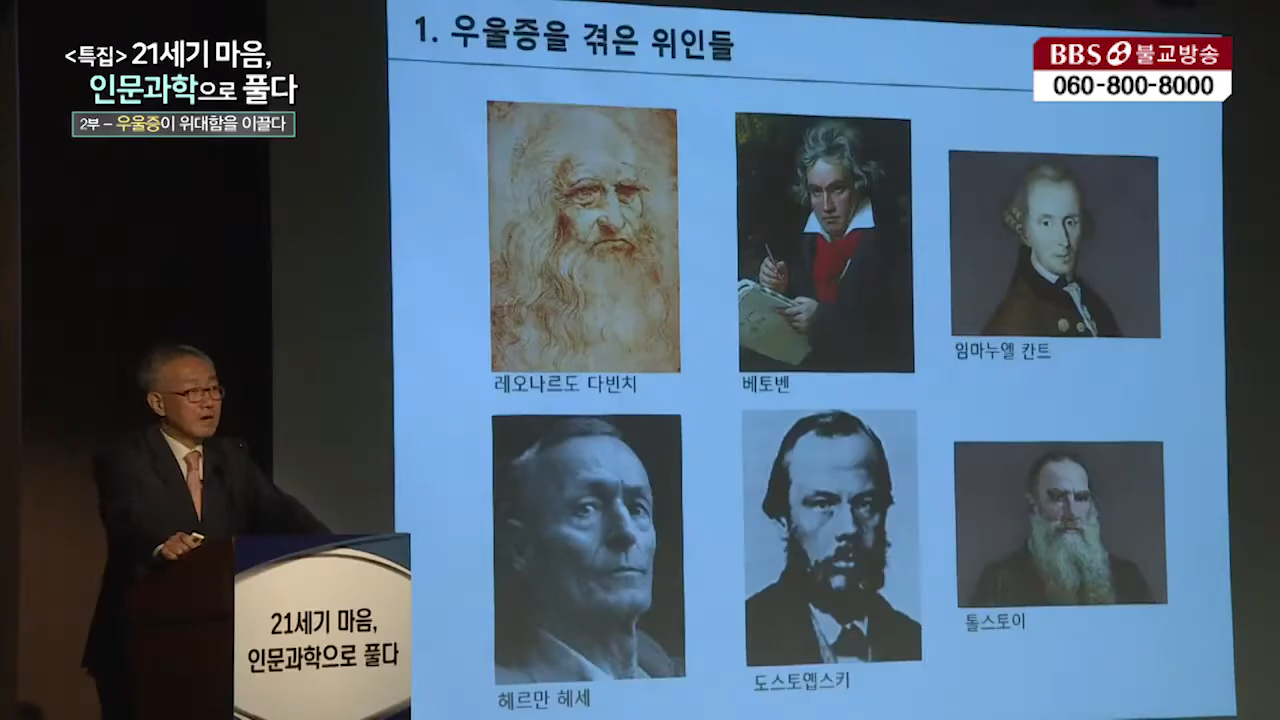 <특집> 21세기 마음,
인문과학으로 풀다
2부 – 우울증이 위대함을 이끌다
BBS 불교방송
060-800-8000
1. 우울증을 겪은 위인들
레오나르도 다빈치
베토벤
임마누엘 칸트
헤르만 헤세
도스토옙스키
톨스토이
21세기 마음,
인문과학으로 풀다